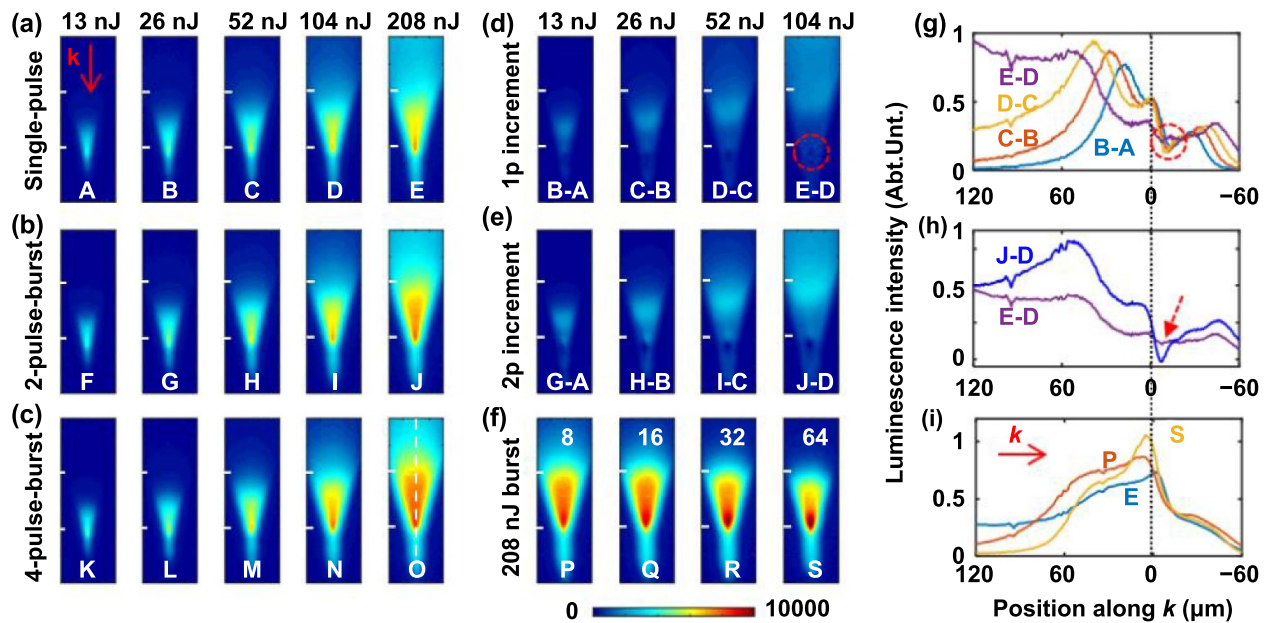 (a) 13 nJ 26 nJ 52 nJ 104 nJ 208 nJ
Single-pulse
k
A B C D E
(b)
2-pulse-burst
F G H I J
(c)
4-pulse-burst
K L M N O
(d) 13 nJ 26 nJ 52 nJ 104 nJ
1p increment
B-A C-B D-C E-D
(e)
2p increment
G-A H-B I-C J-D
(f)
208 nJ burst
8 16 32 64
P Q R S
0 10000
Luminescence intensity (Abt.Unt.)
(g)
1
0.5
0
E-D
D-C
C-B
B-A
120 60 0 −60
(h)
1
0.5
0
J-D
E-D
120 60 0 −60
(i)
1
0.5
0
k
P
S
E
120 60 0 −60
Position along k (μm)